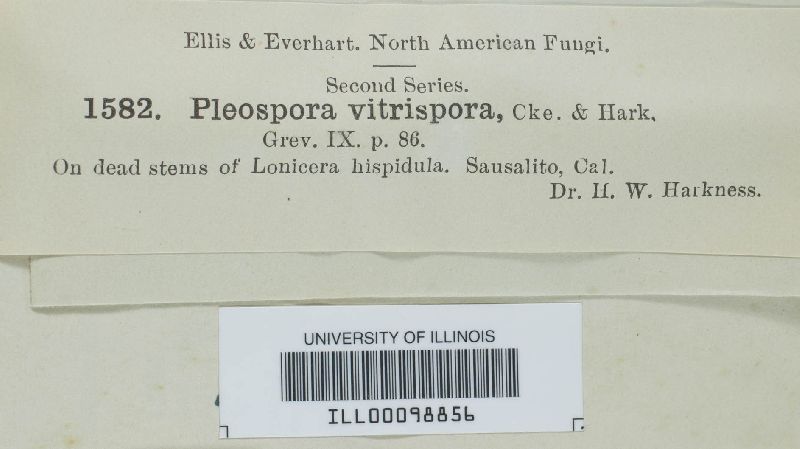 Ellis & Everhart. North American Fungi.
Second Series.
1582. Pleospora vitrispora, Cke. & Hark.
Grev. IX. p. 86.
On dead stems of Lonicera hispidula. Sausalito, Cal.
Dr. H. W. Harkness.
UNIVERSITY OF ILLINOIS
ILL00098856